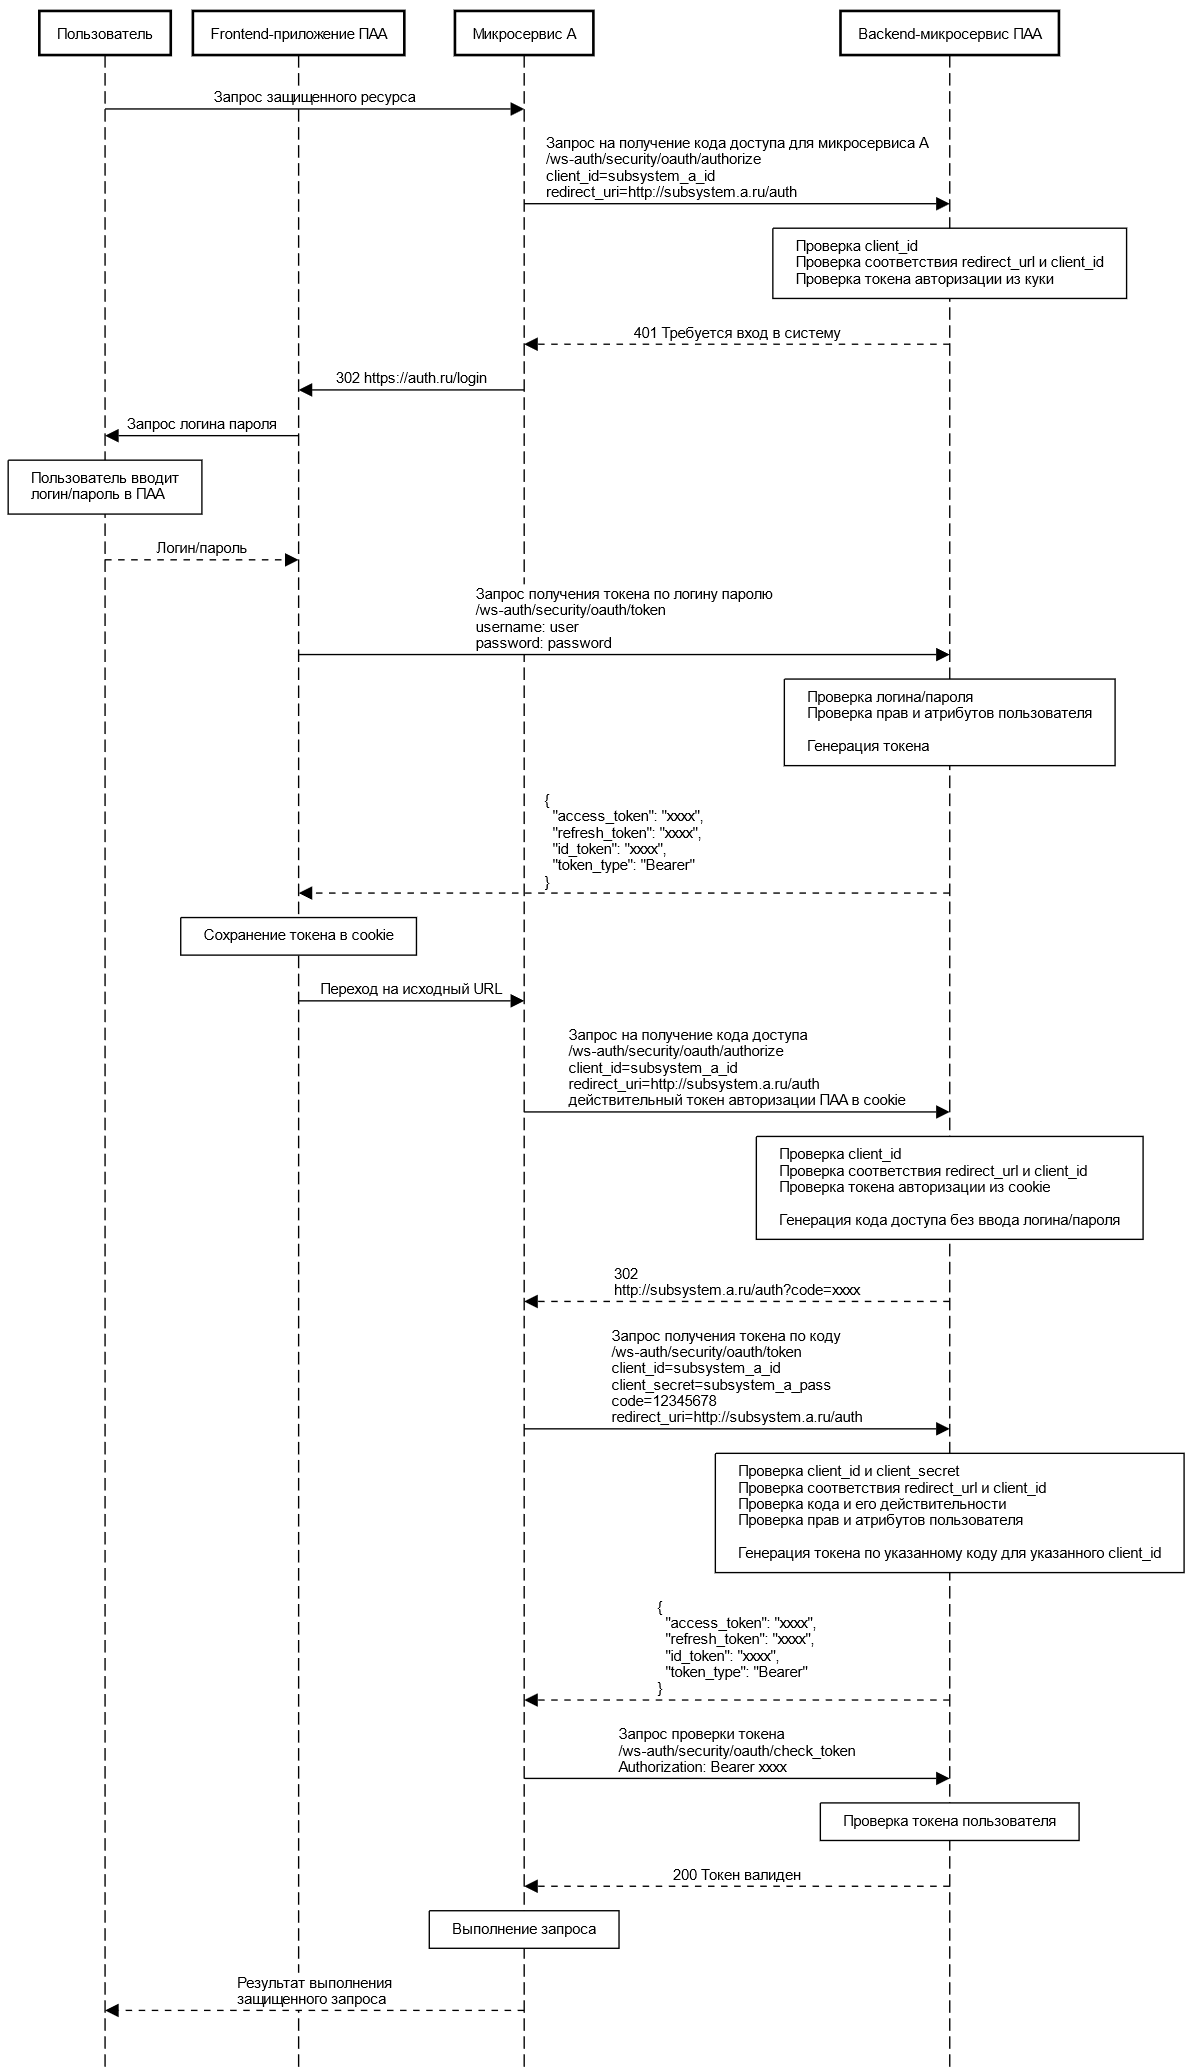 Пользователь
Frontend-приложение ПАА
Микросервис А
Backend-микросервис ПАА
Запрос защищенного ресурса
Запрос на получение кода доступа для микросервиса А
/ws-auth/security/oauth/authorize
client_id=subsystem_a_id
redirect_uri=http://subsystem.a.ru/auth
Проверка client_id
Проверка соответствия redirect_url и client_id
Проверка токена авторизации из куки
401 Требуется вход в систему
302 https://auth.ru/login
Запрос логина пароля
Пользователь вводит
логин/пароль в ПАА
Логин/пароль
Запрос получения токена по логину паролю
/ws-auth/security/oauth/token
username: user
password: password
Проверка логина/пароля
Проверка прав и атрибутов пользователя
Генерация токена
{
"access_token": "xxxx",
"refresh_token": "xxxx",
"id_token": "xxxx",
"token_type": "Bearer"
}
Сохранение токена в cookie
Переход на исходный URL
Запрос на получение кода доступа
/ws-auth/security/oauth/authorize
client_id=subsystem_a_id
redirect_uri=http://subsystem.a.ru/auth
действительный токен авторизации ПАА в cookie
Проверка client_id
Проверка соответствия redirect_url и client_id
Проверка токена авторизации из cookie
Генерация кода доступа без ввода логина/пароля
302
http://subsystem.a.ru/auth?code=xxxx
Запрос получения токена по коду
/ws-auth/security/oauth/token
client_id=subsystem_a_id
client_secret=subsystem_a_pass
code=12345678
redirect_uri=http://subsystem.a.ru/auth
Проверка client_id и client_secret
Проверка соответствия redirect_url и client_id
Проверка кода и его действительности
Проверка прав и атрибутов пользователя
Генерация токена по указанному коду для указанного client_id
{
"access_token": "xxxx",
"refresh_token": "xxxx",
"id_token": "xxxx",
"token_type": "Bearer"
}
Запрос проверки токена
/ws-auth/security/oauth/check_token
Authorization: Bearer xxxx
Проверка токена пользователя
200 Токен валиден
Выполнение запроса
Результат выполнения
защищенного запроса